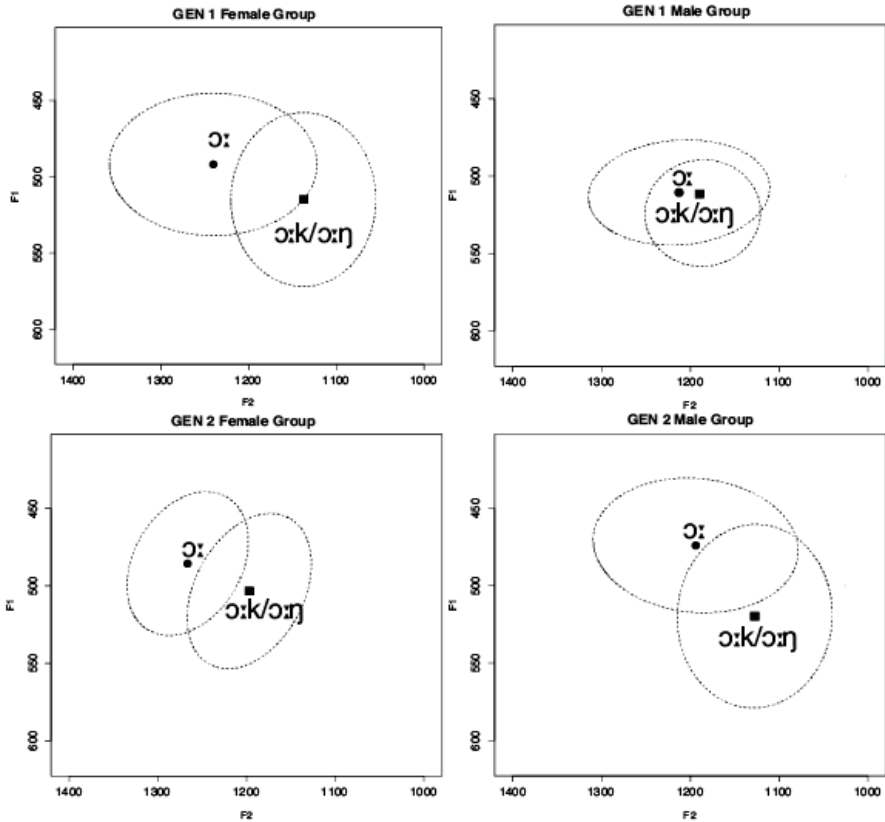 GEN 1 Female Group
F1
450
500
550
600
ɔː
ɔːk/ɔːŋ
1400 1300 1200 1100 1000
F2
GEN 1 Male Group
F1
450
500
550
600
ɔː
ɔːk/ɔːŋ
1400 1300 1200 1100 1000
F2
GEN 2 Female Group
F1
450
500
550
600
ɔː
ɔːk/ɔːŋ
1400 1300 1200 1100 1000
F2
GEN 2 Male Group
F1
450
500
550
600
ɔː
ɔːk/ɔːŋ
1400 1300 1200 1100 1000
F2